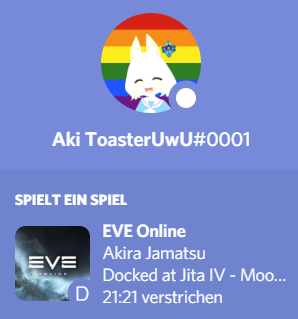 Aki ToasterUwU#0001
SPIELT EIN SPIEL
EVE
ONLINE
D
EVE Online
Akira Jamatsu
Docked at Jita IV - Moo...
21:21 verstrichen